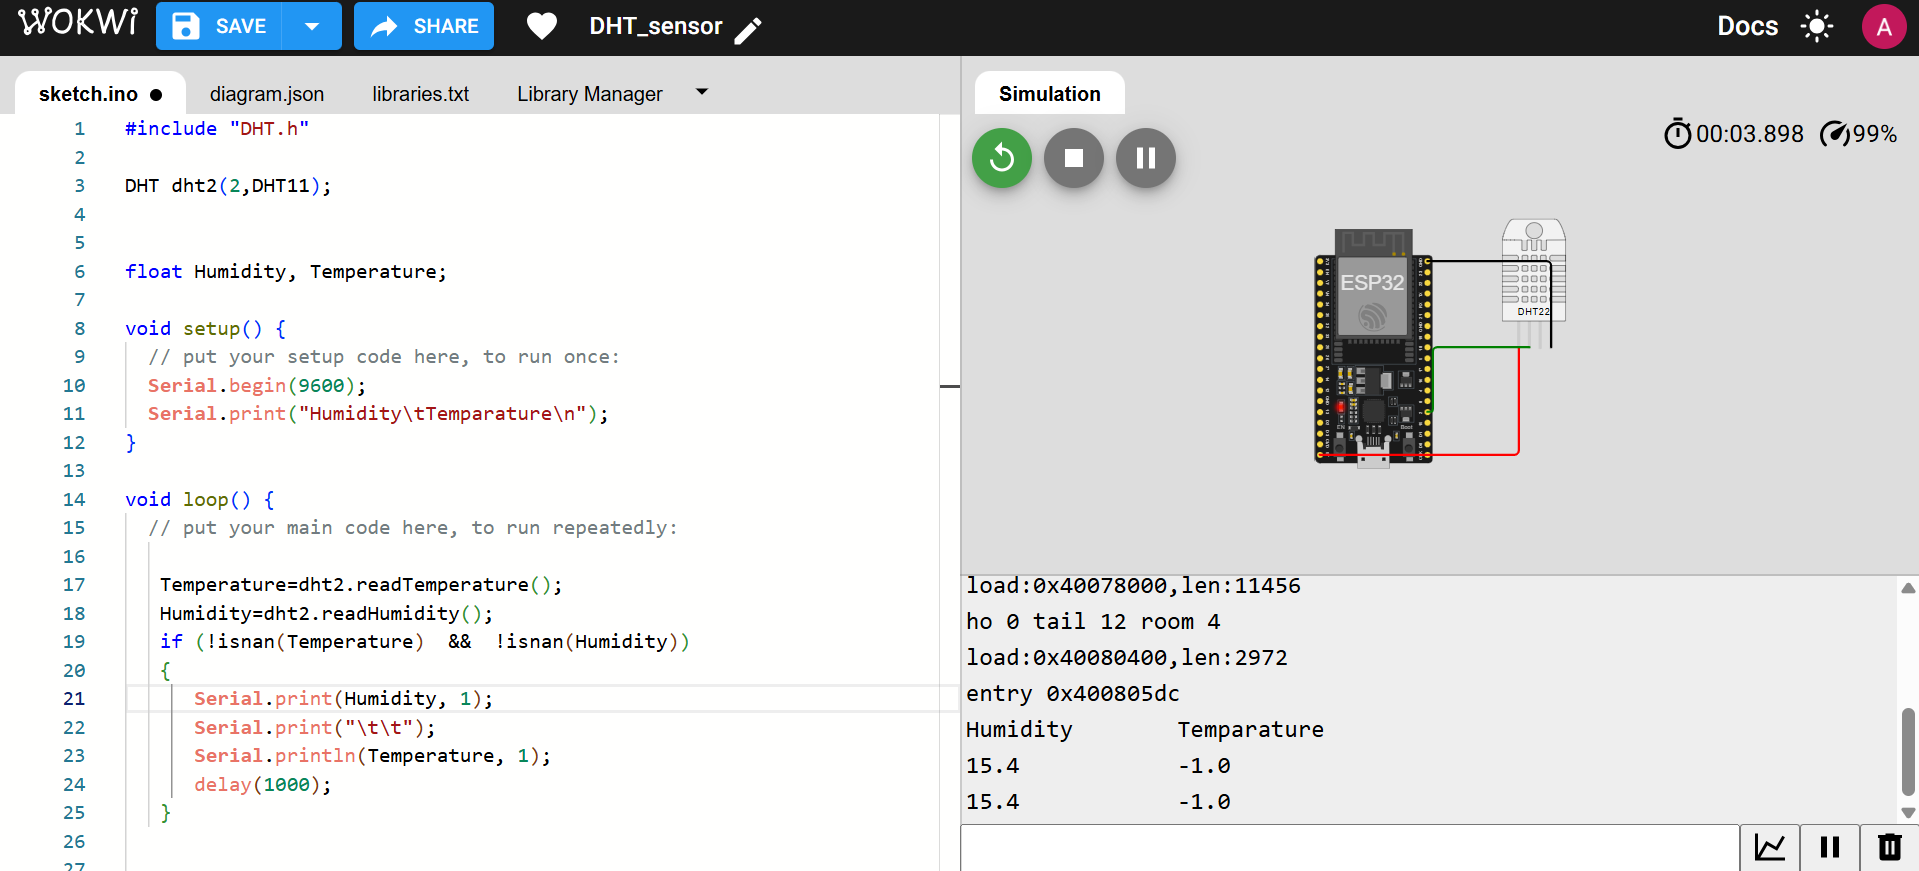 WOKWi SAVE SHARE DHT_sensor Docs A
sketch.ino diagram.json libraries.txt Library Manager
1 #include "DHT.h"
2
3 DHT dht2(2,DHT11);
4
5
6 float Humidity, Temperature;
7
8 void setup() {
9 // put your setup code here, to run once:
10 Serial.begin(9600);
11 Serial.print("Humidity\tTemparature\n");
12 }
13
14 void loop() {
15 // put your main code here, to run repeatedly:
16
17 Temperature=dht2.readTemperature();
18 Humidity=dht2.readHumidity();
19 if (!isnan(Temperature) && !isnan(Humidity))
20 {
21 Serial.print(Humidity, 1);
22 Serial.print("\t\t");
23 Serial.println(Temperature, 1);
24 delay(1000);
25 }
26
27
Simulation
00:03.898 99%
ESP32
DHT22
EN Boot
load:0x40078000,len:11456
ho 0 tail 12 room 4
load:0x40080400,len:2972
entry 0x400805dc
Humidity Temparature
15.4 -1.0
15.4 -1.0